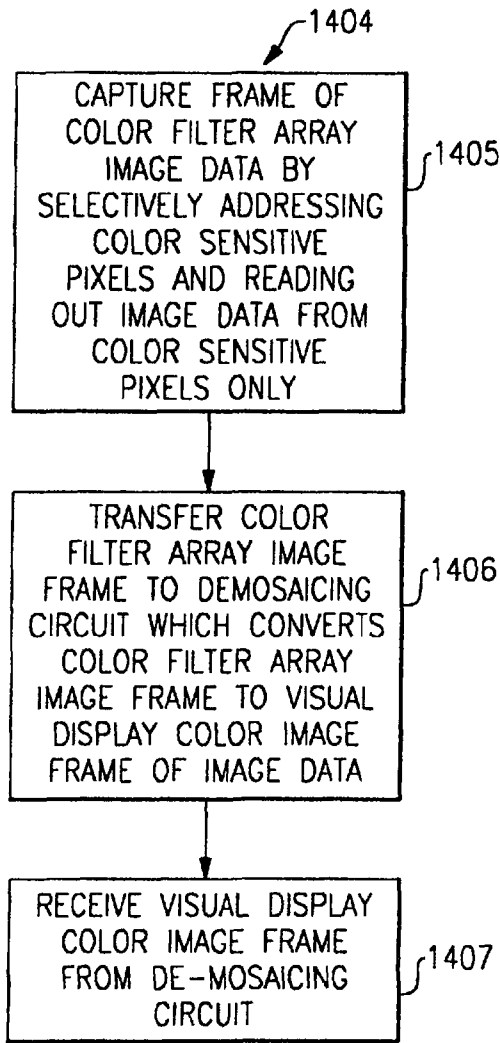 1404
CAPTURE FRAME OF
COLOR FILTER ARRAY
IMAGE DATA BY
SELECTIVELY ADDRESSING
COLOR SENSITIVE
PIXELS AND READING
OUT IMAGE DATA FROM
COLOR SENSITIVE
PIXELS ONLY
1405
TRANSFER COLOR
FILTER ARRAY IMAGE
FRAME TO DEMOSAICING
CIRCUIT WHICH CONVERTS
COLOR FILTER ARRAY
IMAGE FRAME TO VISUAL
DISPLAY COLOR IMAGE
FRAME OF IMAGE DATA
1406
RECEIVE VISUAL DISPLAY
COLOR IMAGE FRAME
FROM DE-MOSAICING
CIRCUIT
1407